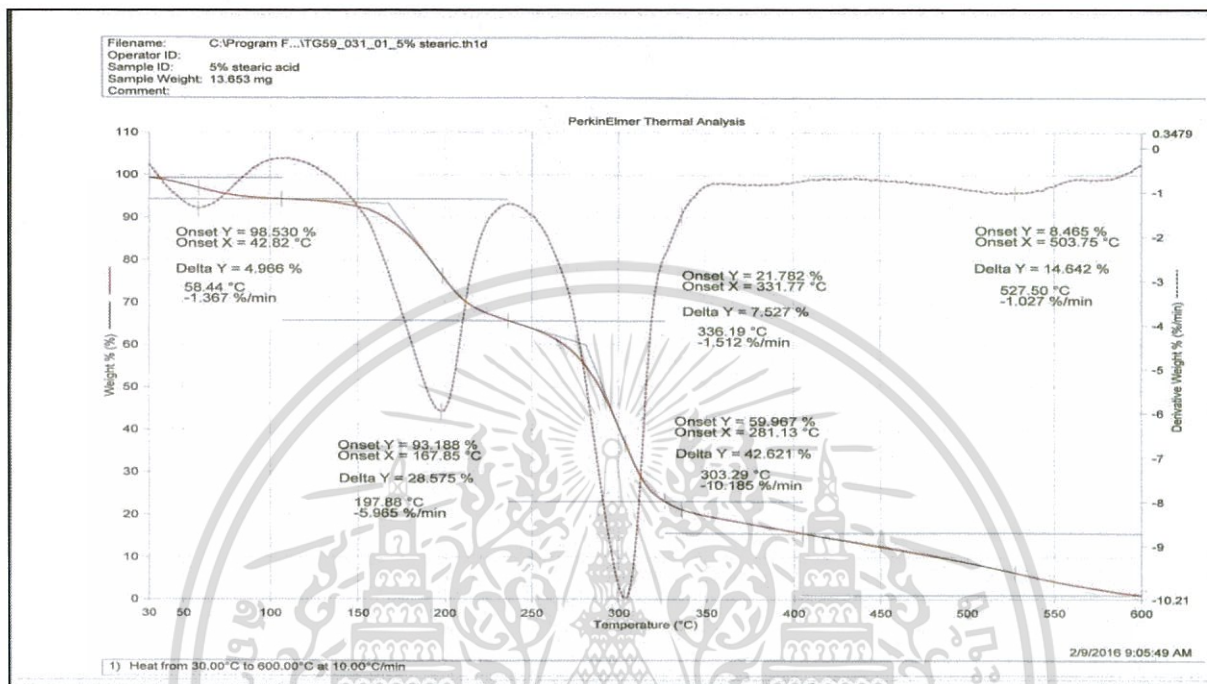 Filename: C:\Program F...\TG59_031_01_5% stearic.th1d
Operator ID:
Sample ID: 5% stearic acid
Sample Weight: 13.653 mg
Comment:
PerkinElmer Thermal Analysis
110
100
90
80
70
60
50
40
30
20
10
0
Weight % (%)
Onset Y = 98.530 %
Onset X = 42.82 °C
Delta Y = 4.966 %
58.44 °C
-1.367 %/min
Onset Y = 93.188 %
Onset X = 167.85 °C
Delta Y = 28.575 %
197.88 °C
-5.965 %/min
Onset Y = 21.782 %
Onset X = 331.77 °C
Delta Y = 7.527 %
336.19 °C
-1.512 %/min
Onset Y = 59.967 %
Onset X = 281.13 °C
Delta Y = 42.621 %
303.29 °C
-10.185 %/min
Onset Y = 8.465 %
Onset X = 503.75 °C
Delta Y = 14.642 %
527.50 °C
-1.027 %/min
0.3479
0
-1
-2
-3
-4
-5
-6
-7
-8
-9
-10.21
Derivative Weight % (%/min)
30 50 100 150 200 250 300 350 400 450 500 550 600
Temperature (°C)
2/9/2016 9:05:49 AM
1) Heat from 30.00°C to 600.00°C at 10.00°C/min